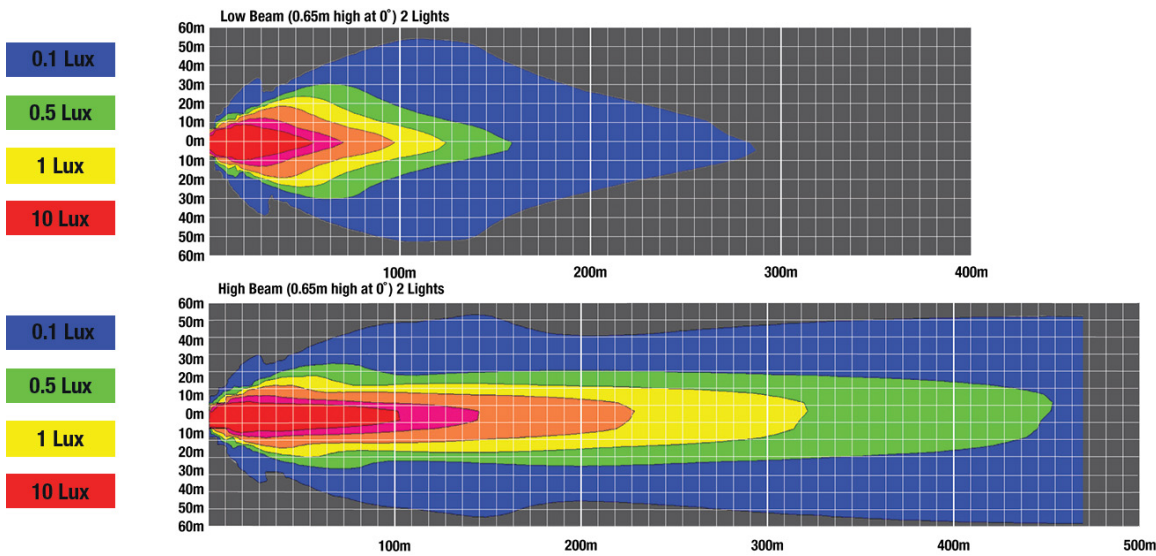 Low Beam (0.65m high at 0˚) 2 Lights
0.1 Lux
0.5 Lux
1 Lux
10 Lux
60m
50m
40m
30m
20m
10m
0m
10m
20m
30m
40m
50m
60m
100m 200m 300m 400m
High Beam (0.65m high at 0˚) 2 Lights
0.1 Lux
0.5 Lux
1 Lux
10 Lux
60m
50m
40m
30m
20m
10m
0m
10m
20m
30m
40m
50m
60m
100m 200m 300m 400m 500m